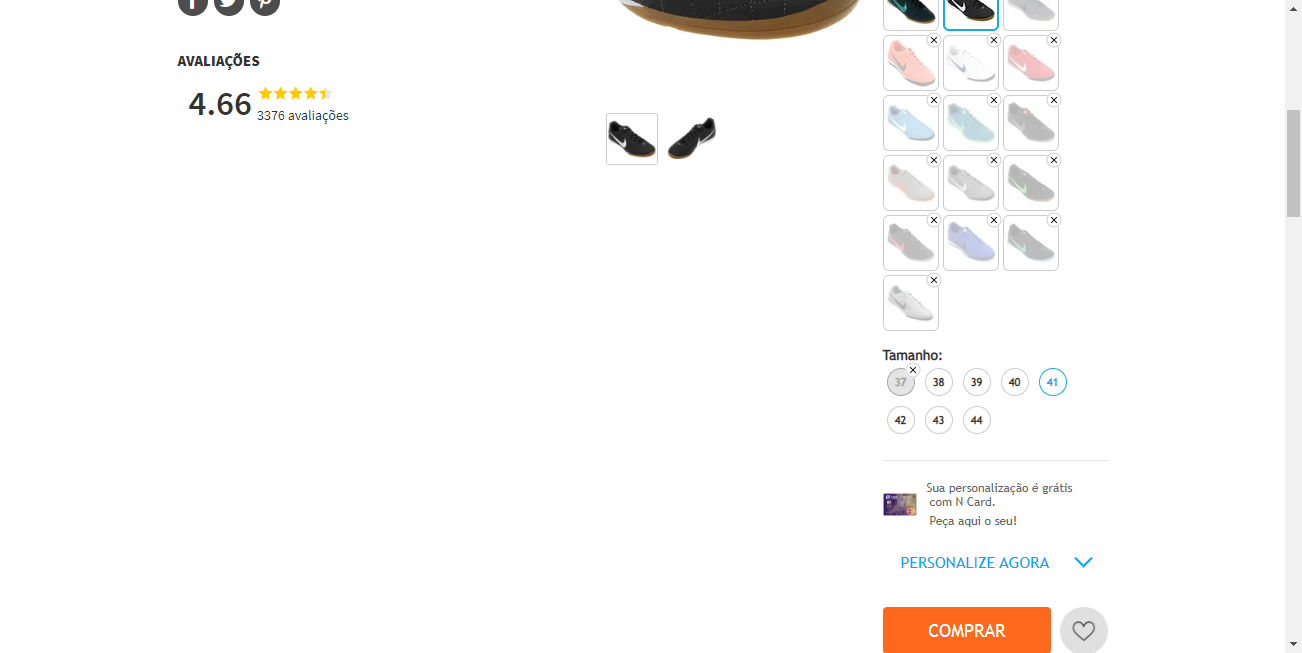 AVALIAÇÕES
4.66
3376 avaliações
Tamanho:
37 38 39 40 41
42 43 44
Sua personalização é grátis
com N Card.
Peça aqui o seu!
PERSONALIZE AGORA
COMPRAR